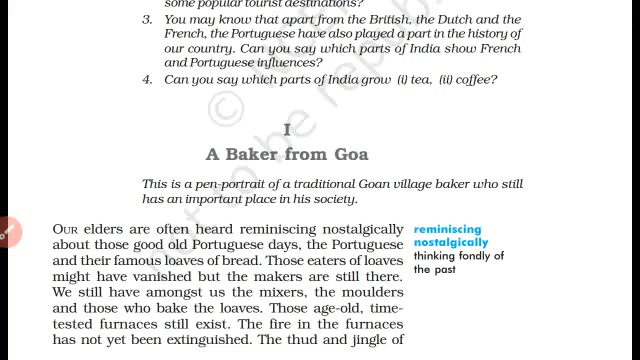 some popular tourist destinations?
3. You may know that apart from the British, the Dutch and the
French, the Portuguese have also played a part in the history of
our country. Can you say which parts of India show French
and Portuguese influences?
4. Can you say which parts of India grow (i) tea, (ii) coffee?
I
A Baker from Goa
This is a pen-portrait of a traditional Goan village baker who still
has an important place in his society.
OUR elders are often heard reminiscing nostalgically
about those good old Portuguese days, the Portuguese
and their famous loaves of bread. Those eaters of loaves
might have vanished but the makers are still there.
We still have amongst us the mixers, the moulders
and those who bake the loaves. Those age-old, time-
tested furnaces still exist. The fire in the furnaces
has not yet been extinguished. The thud and jingle of
reminiscing
nostalgically
thinking fondly of
the past